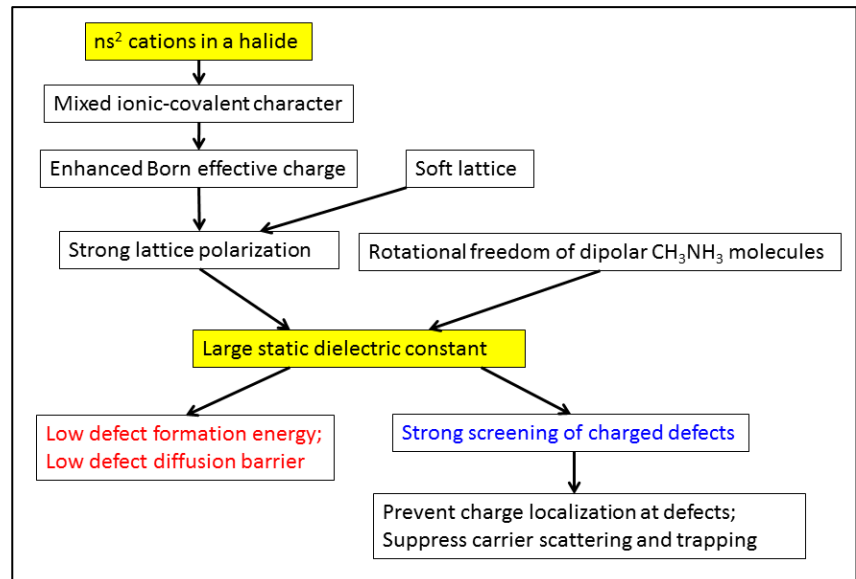 ns² cations in a halide
Mixed ionic-covalent character
Enhanced Born effective charge
Soft lattice
Strong lattice polarization
Rotational freedom of dipolar CH₃NH₃ molecules
Large static dielectric constant
Low defect formation energy;
Low defect diffusion barrier
Strong screening of charged defects
Prevent charge localization at defects;
Suppress carrier scattering and trapping